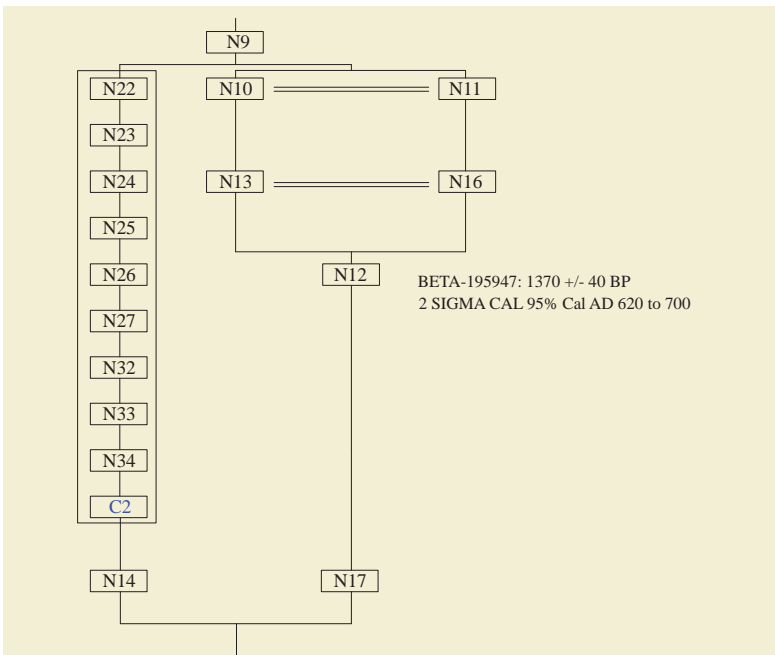 N9
N22 N10 N11
N23
N24 N13 N16
N25
N26 N12
BETA-195947: 1370 +/- 40 BP
2 SIGMA CAL 95% Cal AD 620 to 700
N27
N32
N33
N34
C2
N14 N17